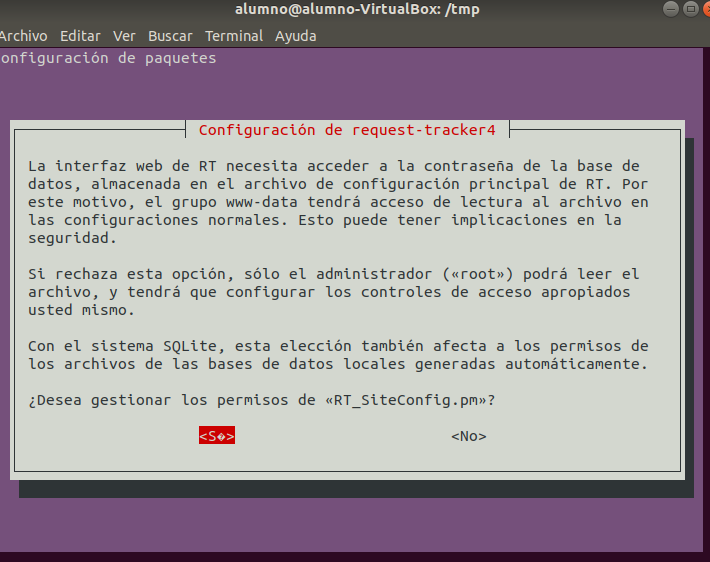 alumno@alumno-VirtualBox: /tmp
Archivo Editar Ver Buscar Terminal Ayuda
onfiguración de paquetes
Configuración de request-tracker4
La interfaz web de RT necesita acceder a la contraseña de la base de
datos, almacenada en el archivo de configuración principal de RT. Por
este motivo, el grupo www-data tendrá acceso de lectura al archivo en
las configuraciones normales. Esto puede tener implicaciones en la
seguridad.
Si rechaza esta opción, sólo el administrador («root») podrá leer el
archivo, y tendrá que configurar los controles de acceso apropiados
usted mismo.
Con el sistema SQLite, esta elección también afecta a los permisos de
los archivos de las bases de datos locales generadas automáticamente.
¿Desea gestionar los permisos de «RT_SiteConfig.pm»?
<S�> <No>